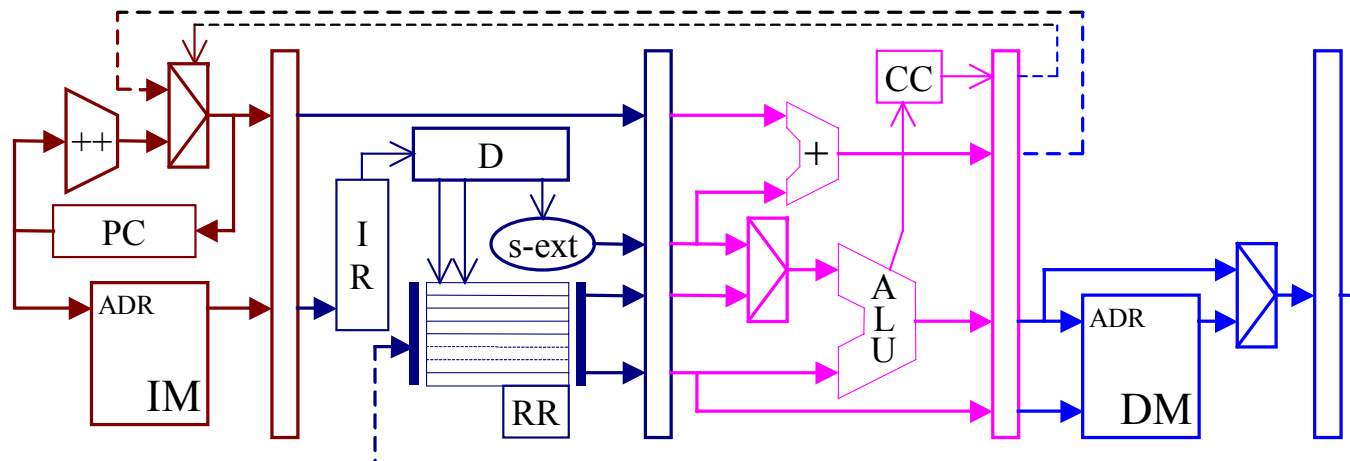 CC
++
D
+
PC
I
R
s-ext
A
L
U
ADR
IM
RR
ADR
DM